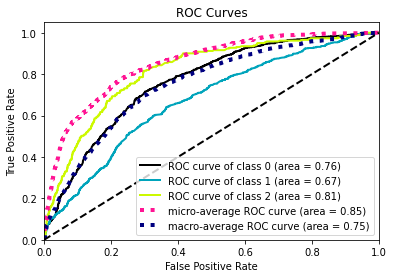 ROC Curves
True Positive Rate
1.0
0.8
0.6
0.4
0.2
0.0
ROC curve of class 0 (area = 0.76)
ROC curve of class 1 (area = 0.67)
ROC curve of class 2 (area = 0.81)
micro-average ROC curve (area = 0.85)
macro-average ROC curve (area = 0.75)
0.0 0.2 0.4 0.6 0.8 1.0
False Positive Rate